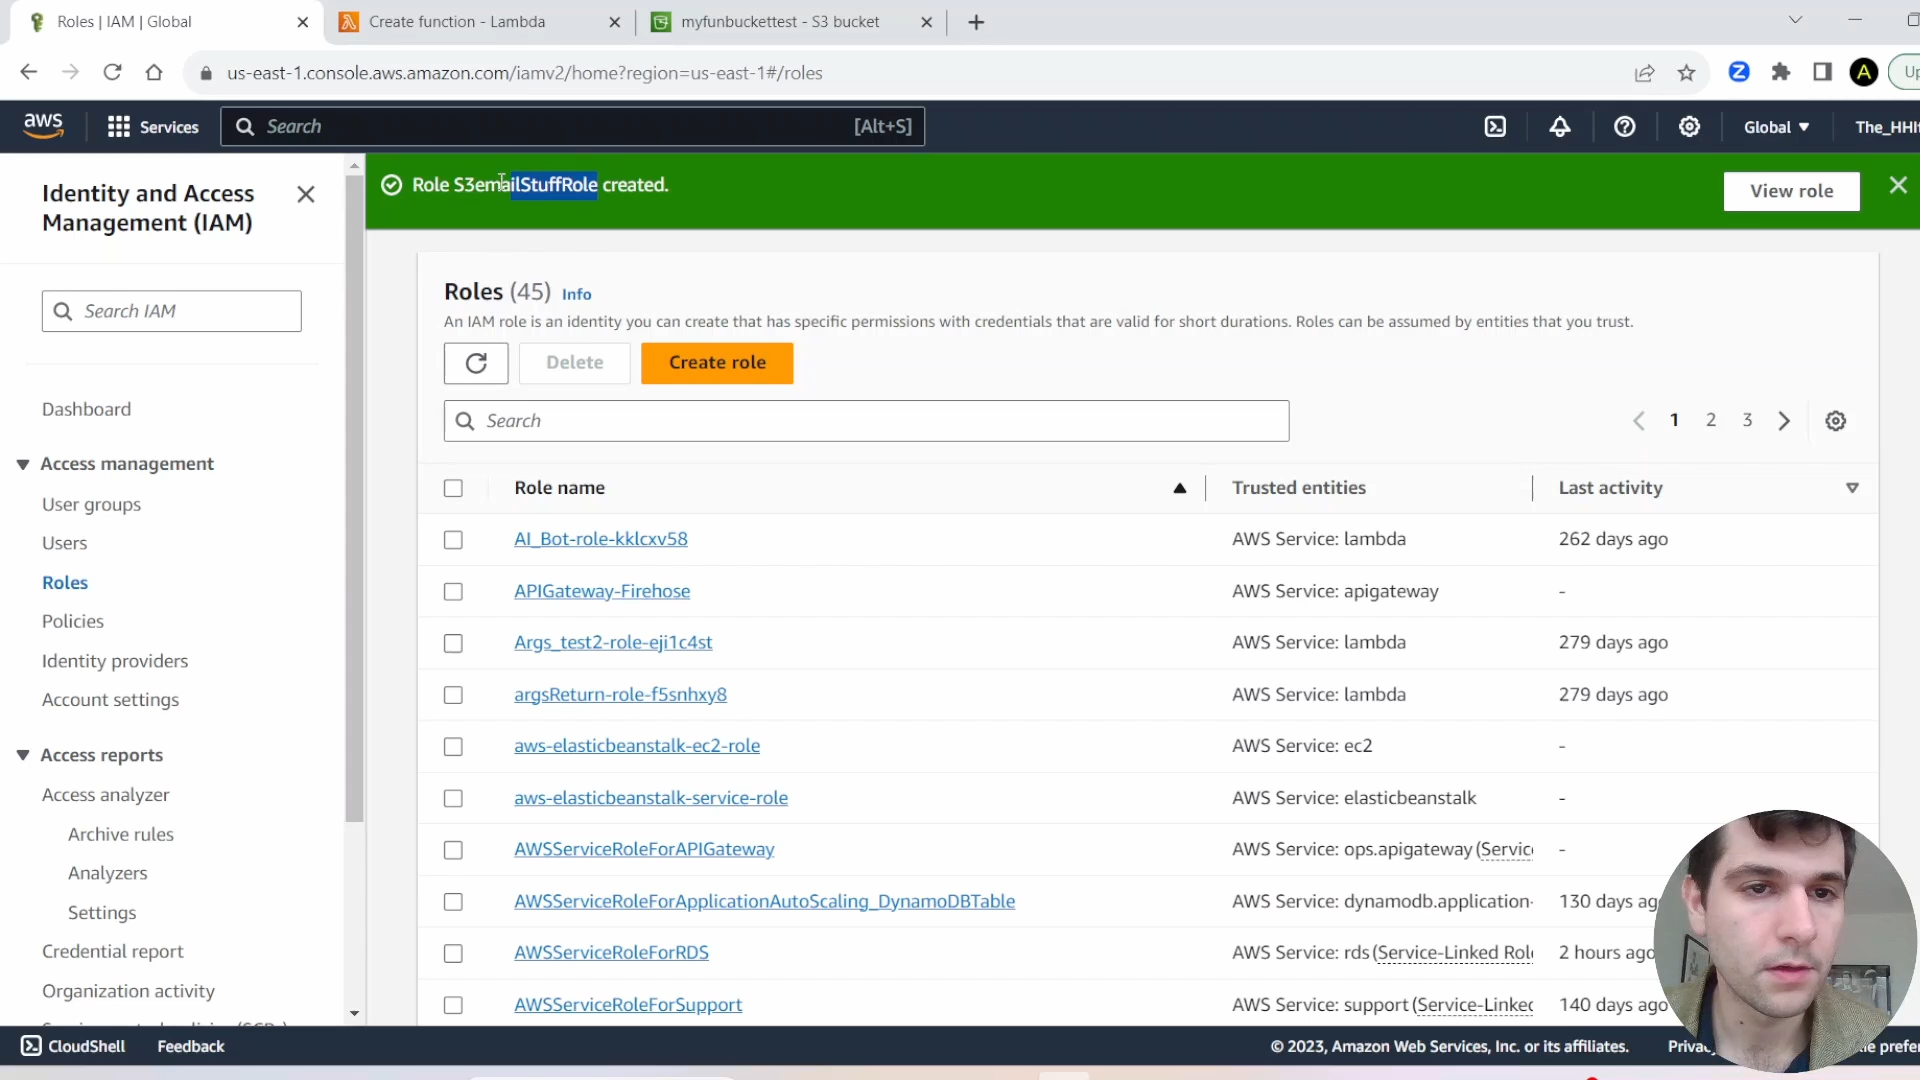 Roles | IAM | Global
Create function - Lambda
myfunbuckettest - S3 bucket
us-east-1.console.aws.amazon.com/iamv2/home?region=us-east-1#/roles
Z
A
Up
aws
Services
Search
[Alt+S]
Global
The_HHI
Identity and Access Management (IAM)
Search IAM
Dashboard
Access management
User groups
Users
Roles
Policies
Identity providers
Account settings
Access reports
Access analyzer
Archive rules
Analyzers
Settings
Credential report
Organization activity
Role S3emailStuffRole created.
View role
Roles (45) Info
An IAM role is an identity you can create that has specific permissions with credentials that are valid for short durations. Roles can be assumed by entities that you trust.
Delete
Create role
Search
1 2 3
Role name Trusted entities Last activity
AI_Bot-role-kklcxv58 AWS Service: lambda 262 days ago
APIGateway-Firehose AWS Service: apigateway -
Args_test2-role-eji1c4st AWS Service: lambda 279 days ago
argsReturn-role-f5snhxy8 AWS Service: lambda 279 days ago
aws-elasticbeanstalk-ec2-role AWS Service: ec2 -
aws-elasticbeanstalk-service-role AWS Service: elasticbeanstalk -
AWSServiceRoleForAPIGateway AWS Service: ops.apigateway (Servic -
AWSServiceRoleForApplicationAutoScaling_DynamoDBTable AWS Service: dynamodb.application- 130 days ag
AWSServiceRoleForRDS AWS Service: rds (Service-Linked Role 2 hours ago
AWSServiceRoleForSupport AWS Service: support (Service-Linked 140 days ago
CloudShell
Feedback
© 2023, Amazon Web Services, Inc. or its affiliates.
Privac
ie prefer